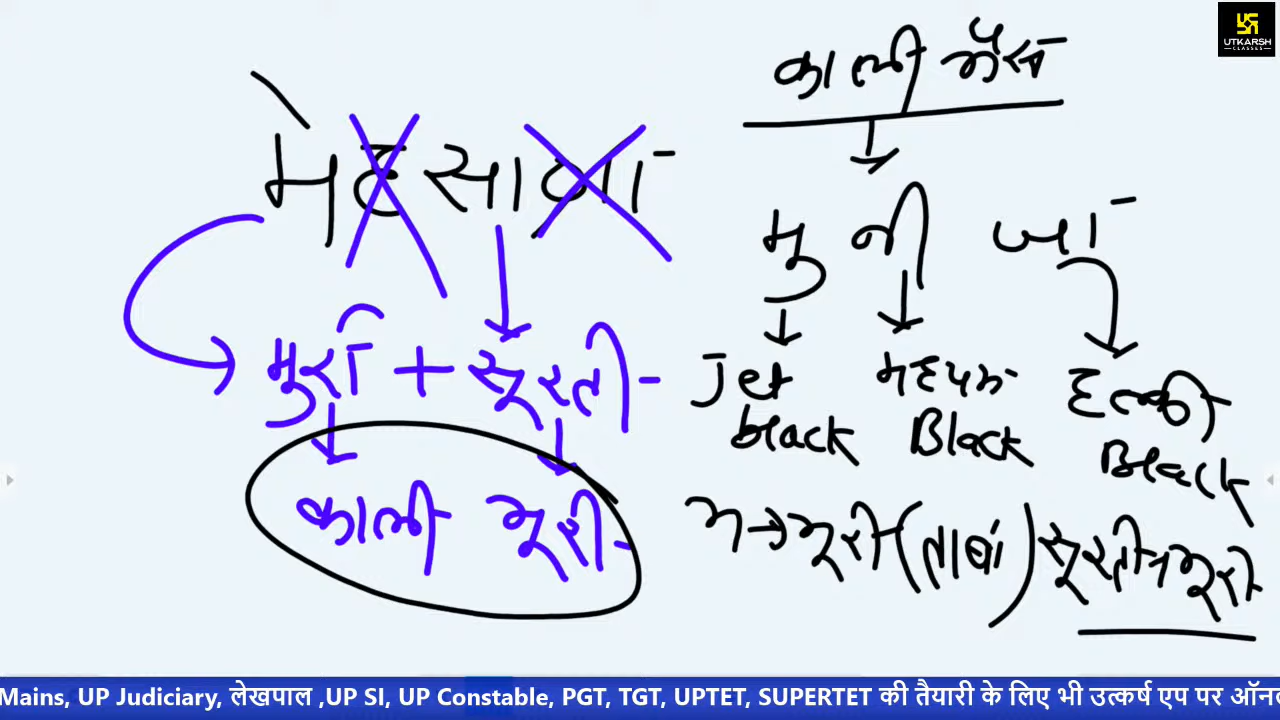 UTKARSH
CLASSES
काली भैंस
मेहसाना
मु नी जा
मुर्रा + सूरती
Jet black
मध्यम Black
हल्की Black
काली भूरी
भ → भूरी (तांबा) सूरती → भूरी
Mains, UP Judiciary, लेखपाल ,UP SI, UP Constable, PGT, TGT, UPTET, SUPERTET की तैयारी के लिए भी उत्कर्ष एप पर